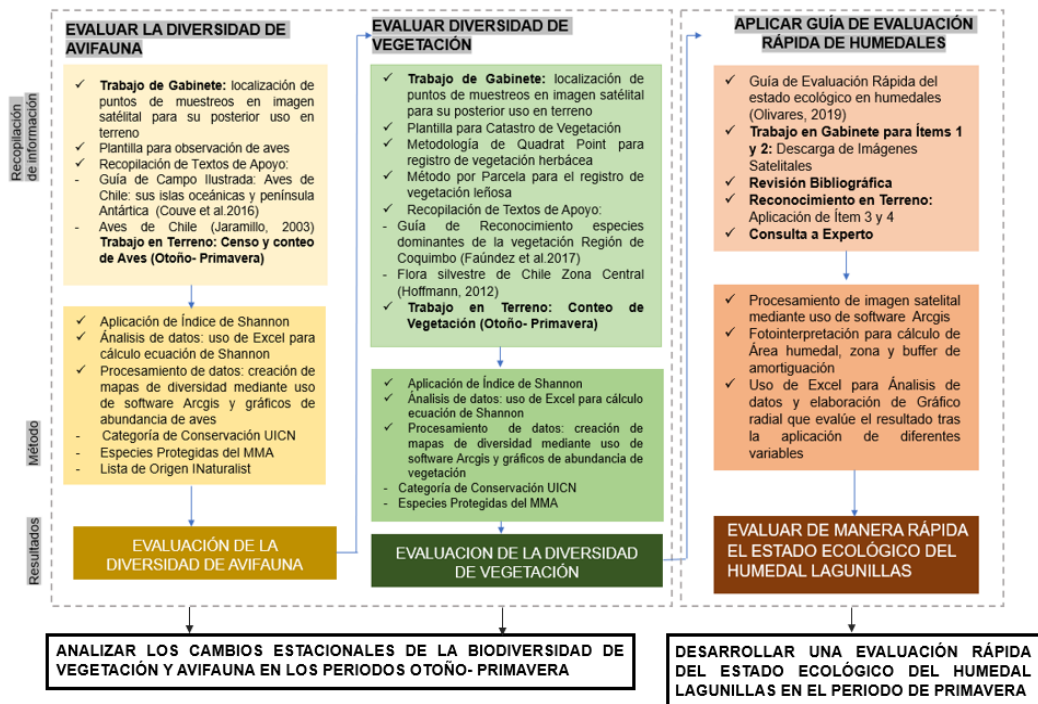 EVALUAR LA DIVERSIDAD DE
AVIFAUNA
Recopilación
de información
✓ Trabajo de Gabinete: localización de
puntos de muestreos en imagen
satélital para su posterior uso en
terreno
✓ Plantilla para observación de aves
✓ Recopilación de Textos de Apoyo:
- Guía de Campo Ilustrada: Aves de
Chile: sus islas oceánicas y península
Antártica (Couve et al.2016)
- Aves de Chile (Jaramillo, 2003)
Trabajo en Terreno: Censo y conteo
de Aves (Otoño- Primavera)
Método
✓ Aplicación de Índice de Shannon
✓ Ánalisis de datos: uso de Excel para
cálculo ecuación de Shannon
✓ Procesamiento de datos: creación de
mapas de diversidad mediante uso
de software Arcgis y gráficos de
abundancia de aves
- Categoría de Conservación UICN
- Especies Protegidas del MMA
- Lista de Origen INaturalist
Resultados
EVALUACIÓN DE LA
DIVERSIDAD DE AVIFAUNA
EVALUAR DIVERSIDAD DE
VEGETACIÓN
✓ Trabajo de Gabinete: localización de
puntos de muestreos en imagen satélital
para su posterior uso en terreno
✓ Plantilla para Catastro de Vegetación
✓ Metodología de Quadrat Point para
registro de vegetación herbácea
✓ Método por Parcela para el registro de
vegetación leñosa
✓ Recopilación de Textos de Apoyo:
- Guía de Reconocimiento especies
dominantes de la vegetación Región de
Coquimbo (Faúndez et al.2017)
- Flora silvestre de Chile Zona Central
(Hoffmann, 2012)
✓ Trabajo en Terreno: Conteo de
Vegetación (Otoño- Primavera)
✓ Aplicación de Índice de Shannon
✓ Ánalisis de datos: uso de Excel para cálculo
ecuación de Shannon
✓ Procesamiento de datos: creación de
mapas de diversidad mediante uso de
software Arcgis y gráficos de abundancia de
vegetación
- Categoría de Conservación UICN
- Especies Protegidas del MMA
EVALUACION DE LA DIVERSIDAD
DE VEGETACIÓN
APLICAR GUÍA DE EVALUACIÓN
RÁPIDA DE HUMEDALES
✓ Guía de Evaluación Rápida del
estado ecológico en humedales
(Olivares, 2019)
✓ Trabajo en Gabinete para Ítems 1
y 2: Descarga de Imágenes
Satelitales
✓ Revisión Bibliográfica
✓ Reconocimiento en Terreno:
Aplicación de Ítem 3 y 4
✓ Consulta a Experto
✓ Procesamiento de imagen satelital
mediante uso de software Arcgis
✓ Fotointerpretación para cálculo de
Área humedal, zona y buffer de
amortiguación
✓ Uso de Excel para Ánalisis de
datos y elaboración de Gráfico
radial que evalúe el resultado tras
la aplicación de diferentes
variables
EVALUAR DE MANERA RÁPIDA
EL ESTADO ECOLÓGICO DEL
HUMEDAL LAGUNILLAS
ANALIZAR LOS CAMBIOS ESTACIONALES DE LA BIODIVERSIDAD DE
VEGETACIÓN Y AVIFAUNA EN LOS PERIODOS OTOÑO- PRIMAVERA
DESARROLLAR UNA EVALUACIÓN RÁPIDA
DEL ESTADO ECOLÓGICO DEL HUMEDAL
LAGUNILLAS EN EL PERIODO DE PRIMAVERA